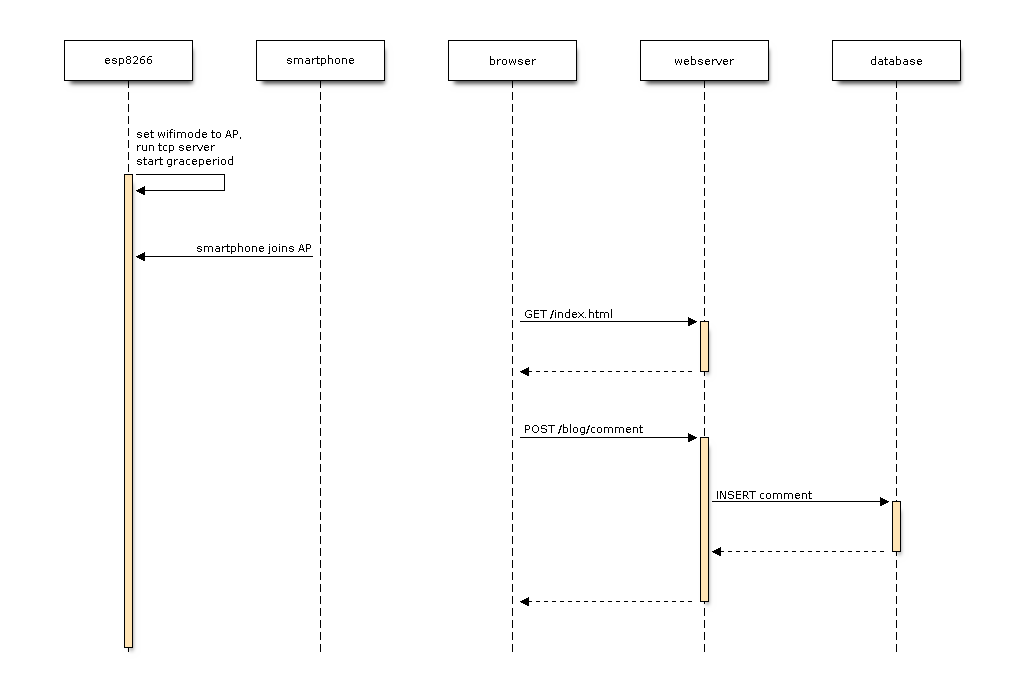 esp8266
smartphone
browser
webserver
database
set wifimode to AP,
run tcp server
start graceperiod
smartphone joins AP
GET /index.html
POST /blog/comment
INSERT comment